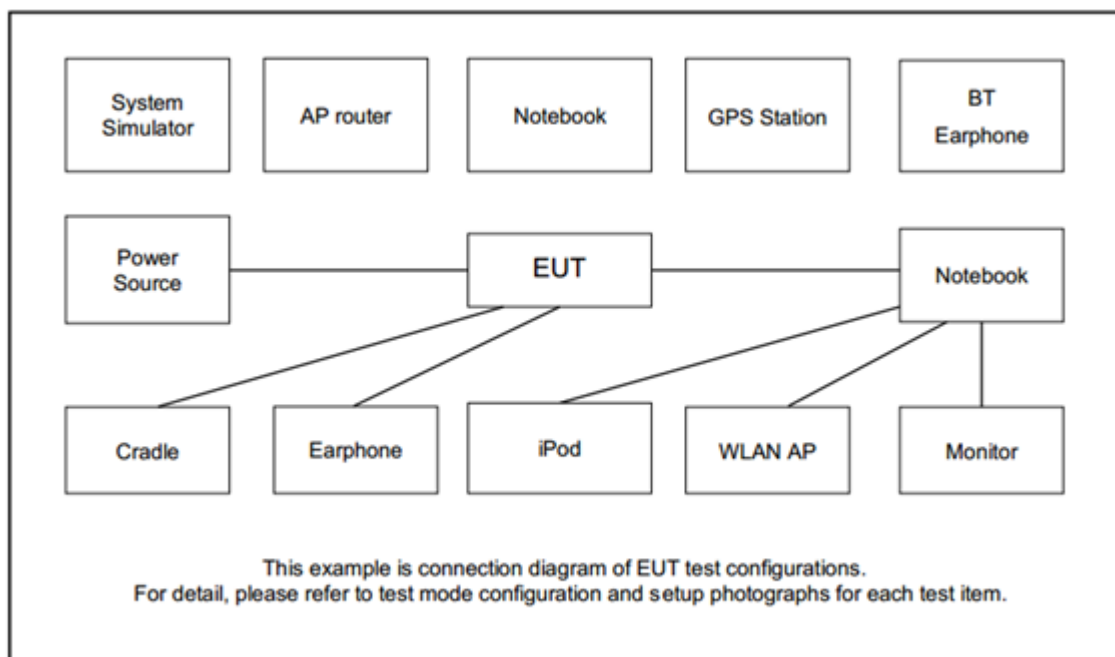 System
Simulator
AP router
Notebook
GPS Station
BT
Earphone
Power
Source
EUT
Notebook
Cradle
Earphone
iPod
WLAN AP
Monitor
This example is connection diagram of EUT test configurations.
For detail, please refer to test mode configuration and setup photographs for each test item.